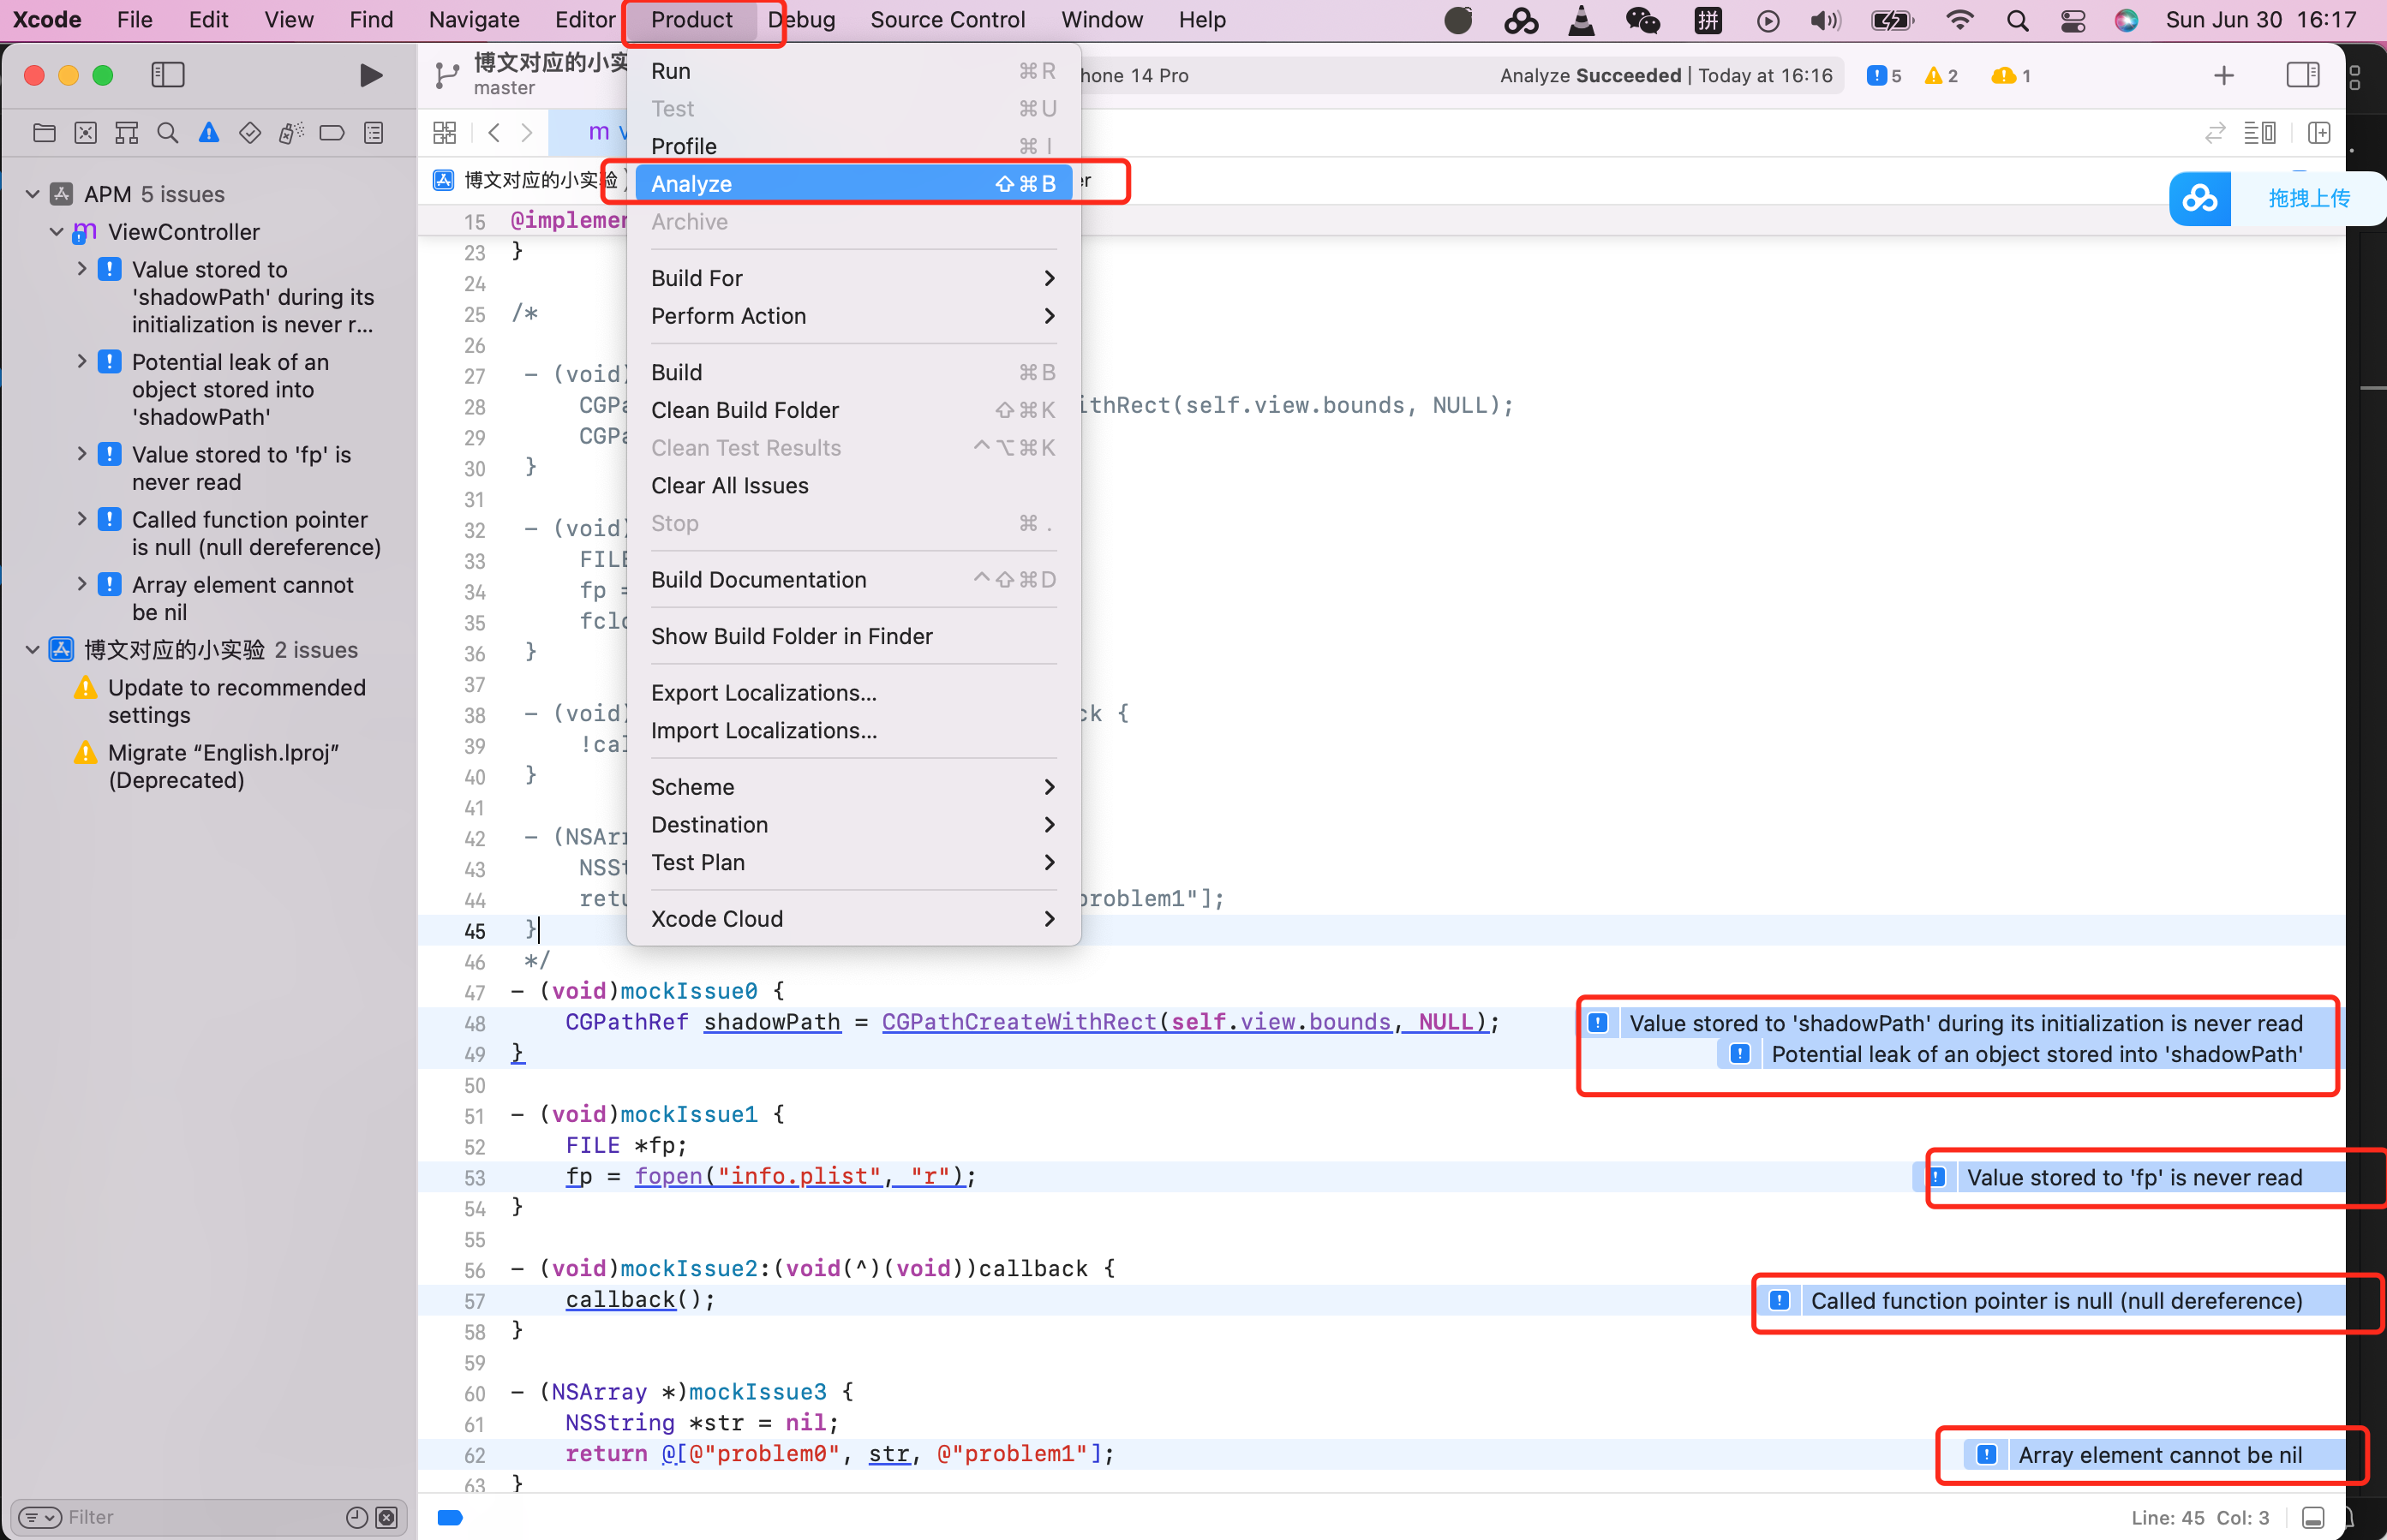 Xcode File Edit View Find Navigate Editor Product Debug Source Control Window Help 拼 Sun Jun 30 16:17
博文对应的小实
master
hone 14 Pro Analyze Succeeded | Today at 16:16 5 2 1
m
博文对应的小实验
拖拽上传
APM 5 issues
ViewController
Value stored to
'shadowPath' during its
initialization is never r...
Potential leak of an
object stored into
'shadowPath'
Value stored to 'fp' is
never read
Called function pointer
is null (null dereference)
Array element cannot
be nil
博文对应的小实验 2 issues
Update to recommended
settings
Migrate “English.lproj”
(Deprecated)
Filter
Run ⌘R
Test ⌘U
Profile ⌘I
Analyze ⇧⌘B
Archive
Build For
Perform Action
Build ⌘B
Clean Build Folder ⇧⌘K
Clean Test Results ^⌥⌘K
Clear All Issues
Stop ⌘.
Build Documentation ^⇧⌘D
Show Build Folder in Finder
Export Localizations...
Import Localizations...
Scheme
Destination
Test Plan
Xcode Cloud
15 @implemen
23 }
24
25 /*
26
27 - (void)
28 CGPa ithRect(self.view.bounds, NULL);
29 CGPa
30 }
31
32 - (void)
33 FILE
34 fp =
35 fclo
36 }
37
38 - (void) ck {
39 !cal
40 }
41
42 - (NSArr
43 NSSt
44 retu problem1"];
45 }
46 */
47 - (void)mockIssue0 {
48 CGPathRef shadowPath = CGPathCreateWithRect(self.view.bounds, NULL); Value stored to 'shadowPath' during its initialization is never read
49 } Potential leak of an object stored into 'shadowPath'
50
51 - (void)mockIssue1 {
52 FILE *fp;
53 fp = fopen("info.plist", "r"); Value stored to 'fp' is never read
54 }
55
56 - (void)mockIssue2:(void(^)(void))callback {
57 callback(); Called function pointer is null (null dereference)
58 }
59
60 - (NSArray *)mockIssue3 {
61 NSString *str = nil;
62 return @[@"problem0", str, @"problem1"]; Array element cannot be nil
63 }
Line: 45 Col: 3